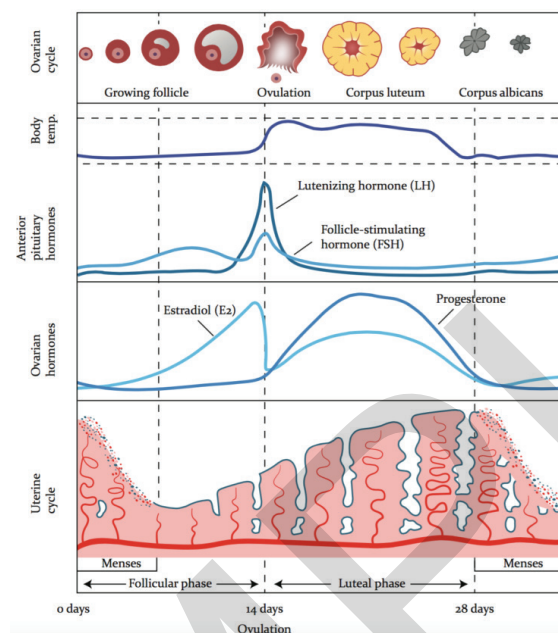 Ovarian
cycle
Growing follicle
Ovulation
Corpus luteum
Corpus albicans
Body
temp.
Anterior
pituitary
hormones
Lutenizing hormone (LH)
Follicle-stimulating
hormone (FSH)
Ovarian
hormones
Estradiol (E2)
Progesterone
Uterine
cycle
Menses
Menses
Follicular phase
Luteal phase
0 days
14 days
28 days
Ovulation